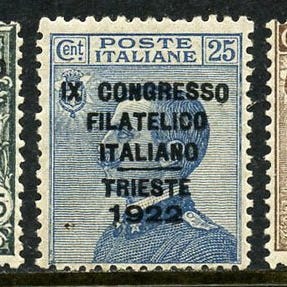 POSTE
Cent. ITALIANE 25
IX CONGRESSO
FILATELICO
ITALIANO
TRIESTE
1922